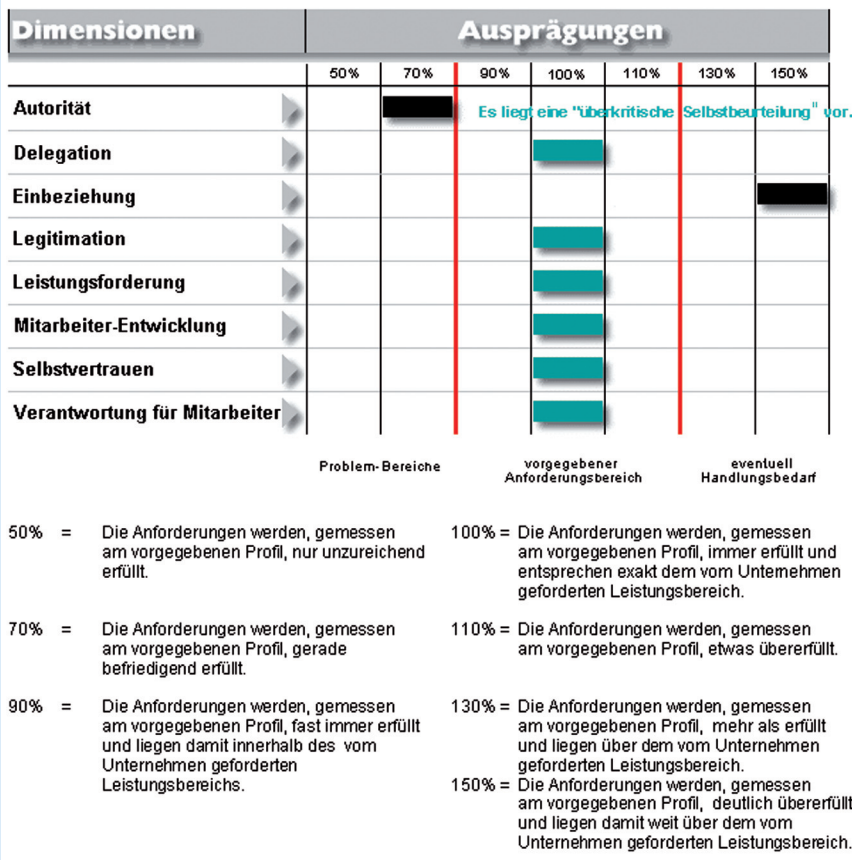 Dimensionen Ausprägungen
50% 70% 90% 100% 110% 130% 150%
Autorität Es liegt eine "überkritische Selbstbeurteilung" vor.
Delegation
Einbeziehung
Legitimation
Leistungsforderung
Mitarbeiter-Entwicklung
Selbstvertrauen
Verantwortung für Mitarbeiter
Problem-Bereiche
vorgegebener
Anforderungsbereich
eventuell
Handlungsbedarf
50% = Die Anforderungen werden, gemessen
am vorgegebenen Profil, nur unzureichend
erfüllt.
70% = Die Anforderungen werden, gemessen
am vorgegebenen Profil, gerade
befriedigend erfüllt.
90% = Die Anforderungen werden, gemessen
am vorgegebenen Profil, fast immer erfüllt
und liegen damit innerhalb des vom
Unternehmen geforderten
Leistungsbereichs.
100% = Die Anforderungen werden, gemessen
am vorgegebenen Profil, immer erfüllt und
entsprechen exakt dem vom Unternehmen
geforderten Leistungsbereich.
110% = Die Anforderungen werden, gemessen
am vorgegebenen Profil, etwas übererfüllt.
130% = Die Anforderungen werden, gemessen
am vorgegebenen Profil, mehr als erfüllt
und liegen über dem vom Unternehmen
geforderten Leistungsbereich.
150% = Die Anforderungen werden, gemessen
am vorgegebenen Profil, deutlich übererfüllt
und liegen damit weit über dem vom
Unternehmen geforderten Leistungsbereich.